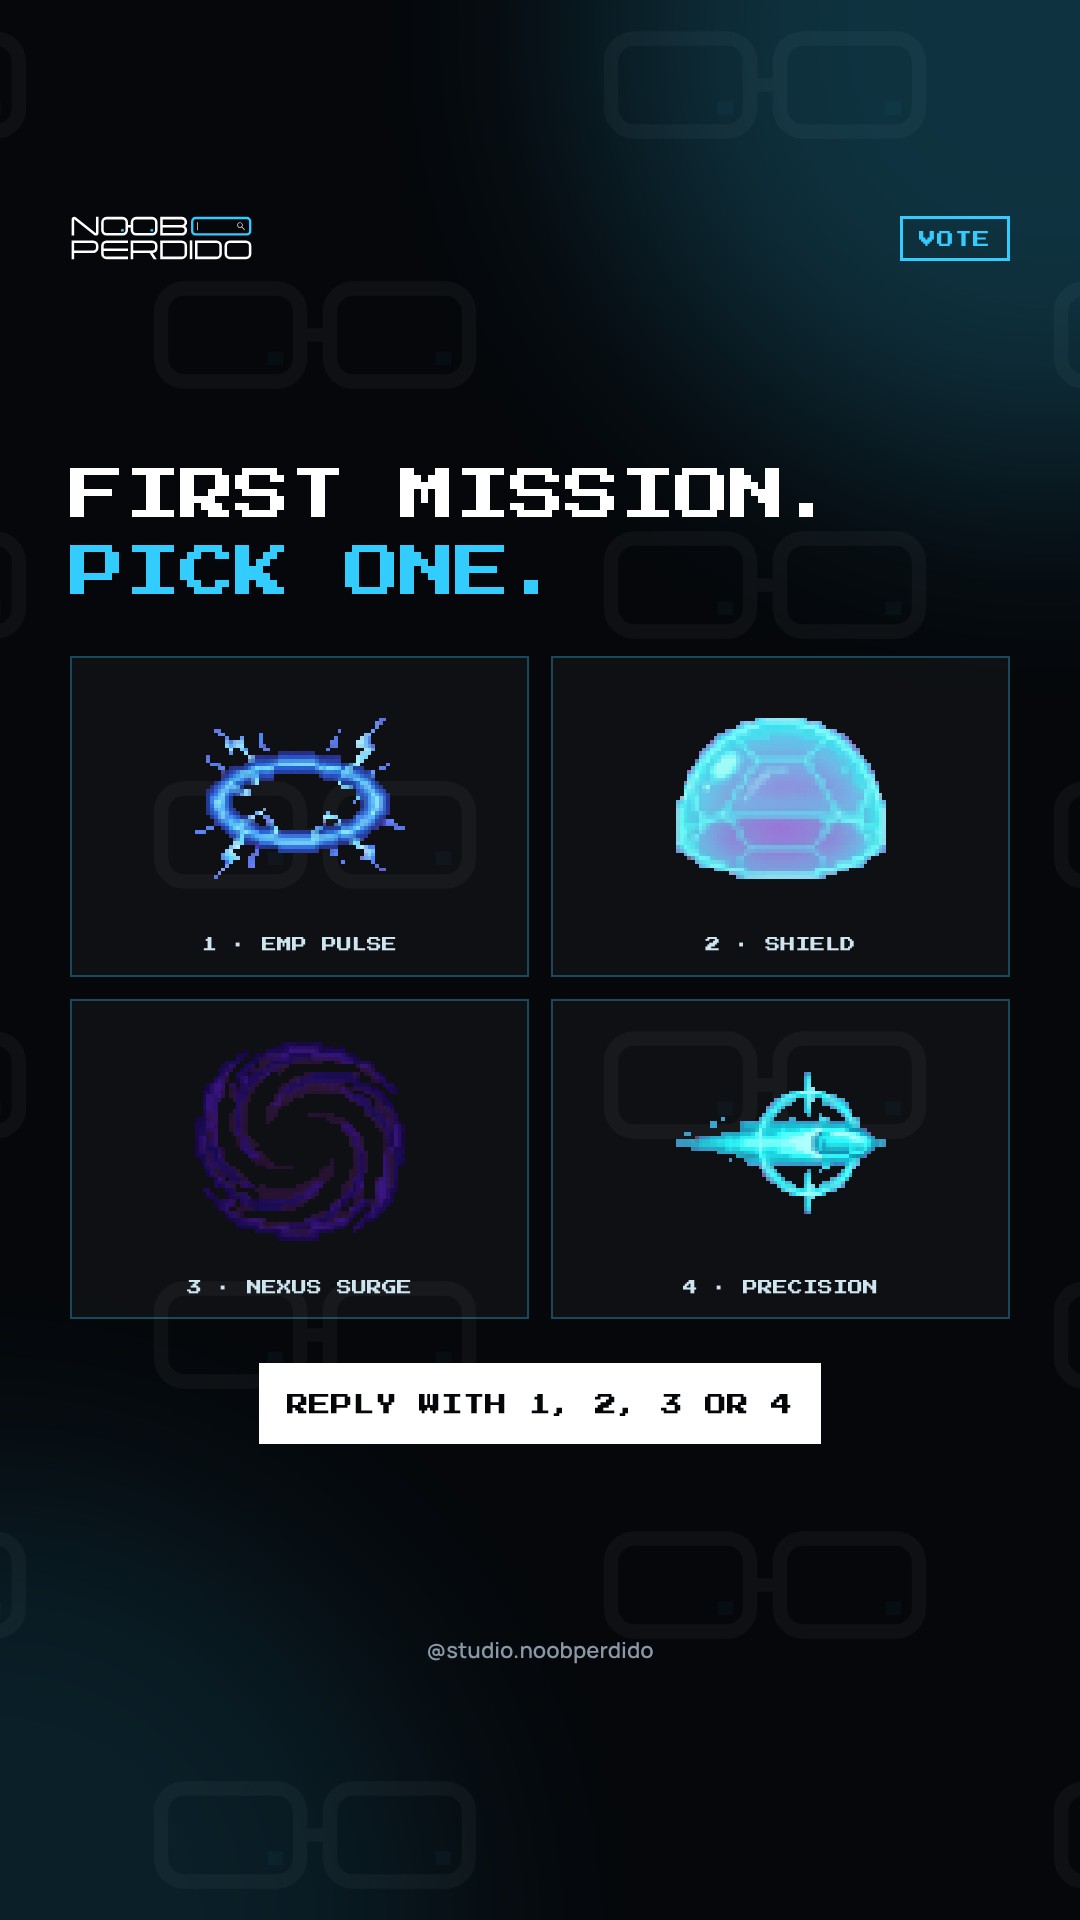 NOOB
PERDIDO
VOTE
FIRST MISSION.
PICK ONE.
1 · EMP PULSE
2 · SHIELD
3 · NEXUS SURGE
4 · PRECISION
REPLY WITH 1, 2, 3 OR 4
@studio.noobperdido